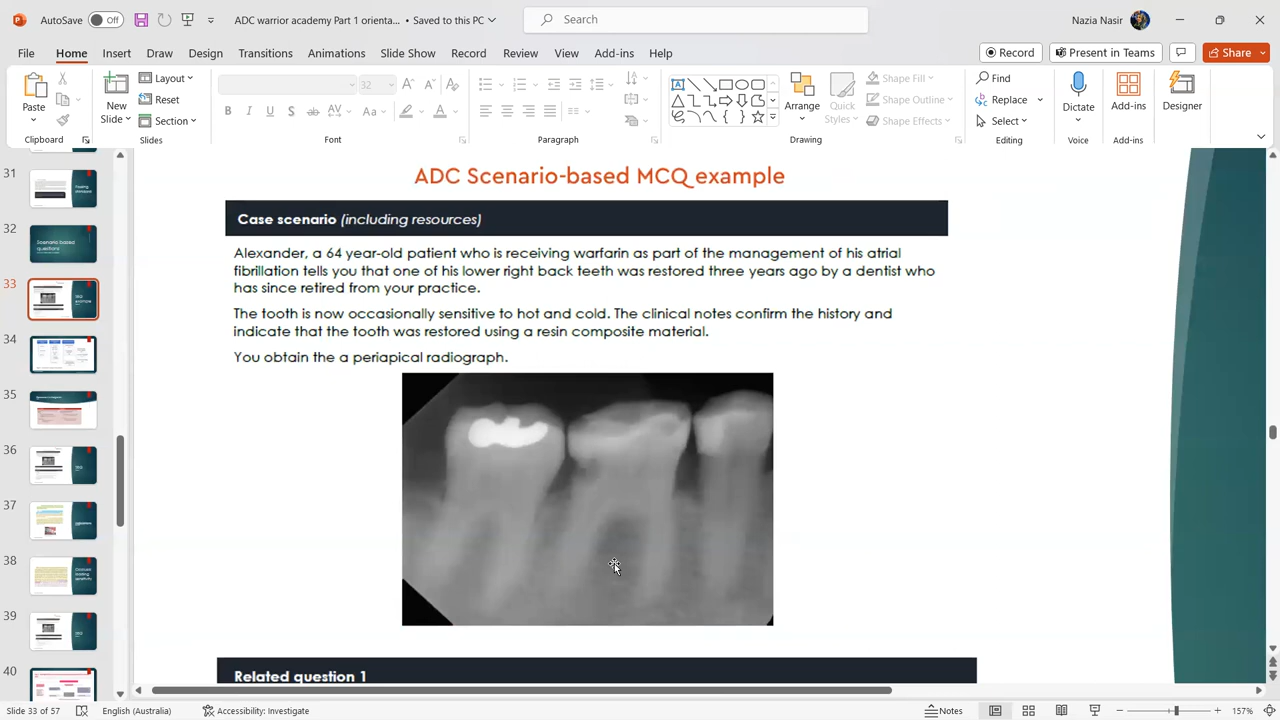 AutoSave Off ADC warrior academy Part 1 orienta... • Saved to this PC Search Nazia Nasir
File Home Insert Draw Design Transitions Animations Slide Show Record Review View Add-ins Help Record Present in Teams Share
Paste New Slide Layout Reset Section 32 Find Replace Select Arrange Quick Styles Shape Fill Shape Outline Shape Effects Dictate Add-ins Designer
Clipboard Slides Font Paragraph Drawing Editing Voice Add-ins
31
32
Scenario based questions
33
34
35
36
37
38
39
40
ADC Scenario-based MCQ example
Case scenario (including resources)
Alexander, a 64 year-old patient who is receiving warfarin as part of the management of his atrial
fibrillation tells you that one of his lower right back teeth was restored three years ago by a dentist who
has since retired from your practice.
The tooth is now occasionally sensitive to hot and cold. The clinical notes confirm the history and
indicate that the tooth was restored using a resin composite material.
You obtain the a periapical radiograph.
Related question 1
Slide 33 of 57 English (Australia) Accessibility: Investigate Notes 157%